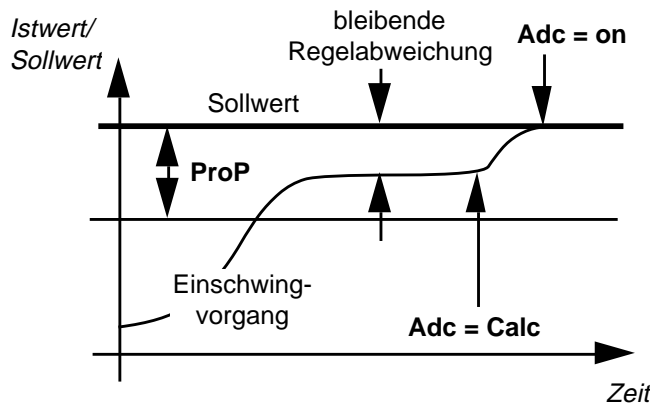 Istwert/
Sollwert
bleibende
Regelabweichung
Adc = on
Sollwert
ProP
Einschwing-
vorgang
Adc = Calc
Zeit